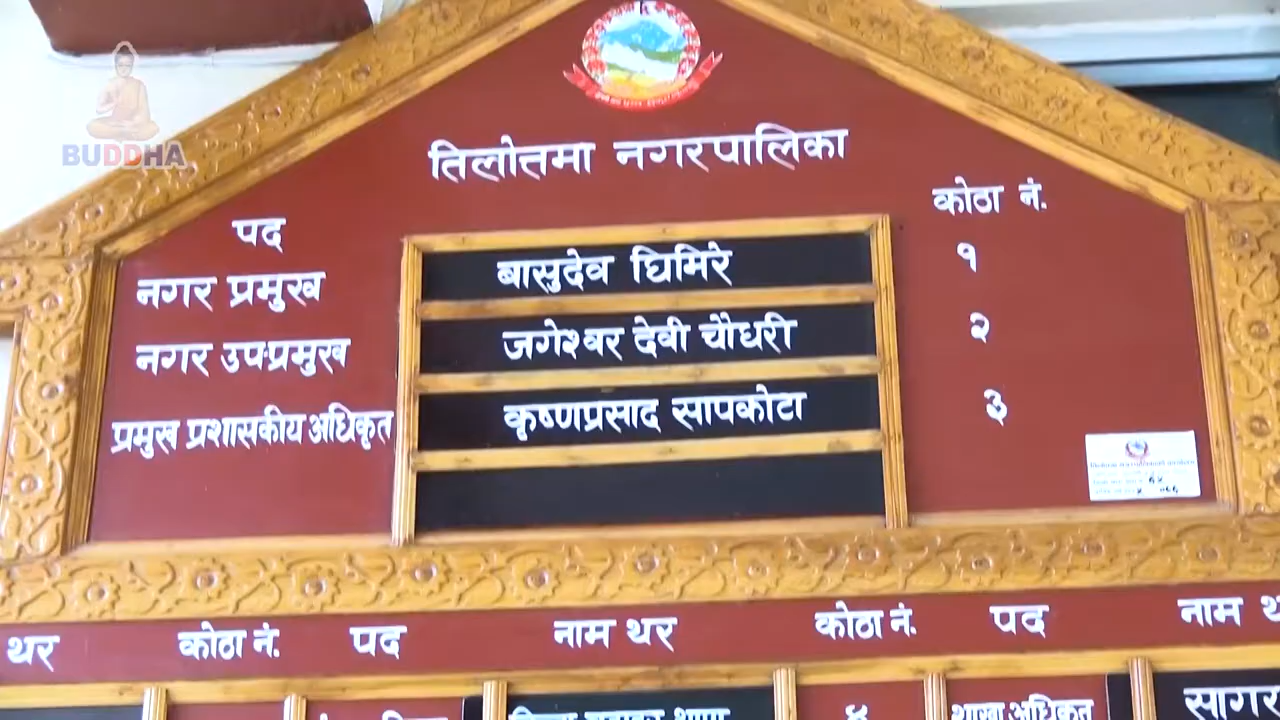 BUDDHA
तिलोत्तमा नगरपालिका
पद कोठा नं.
नगर प्रमुख बासुदेव घिमिरे १
नगर उपप्रमुख जगेश्वर देवी चौधरी २
प्रमुख प्रशासकीय अधिकृत कृष्णप्रसाद सापकोटा ३
थर कोठा नं. पद नाम थर कोठा नं. पद नाम
४ शाखा अधिकृत सागर